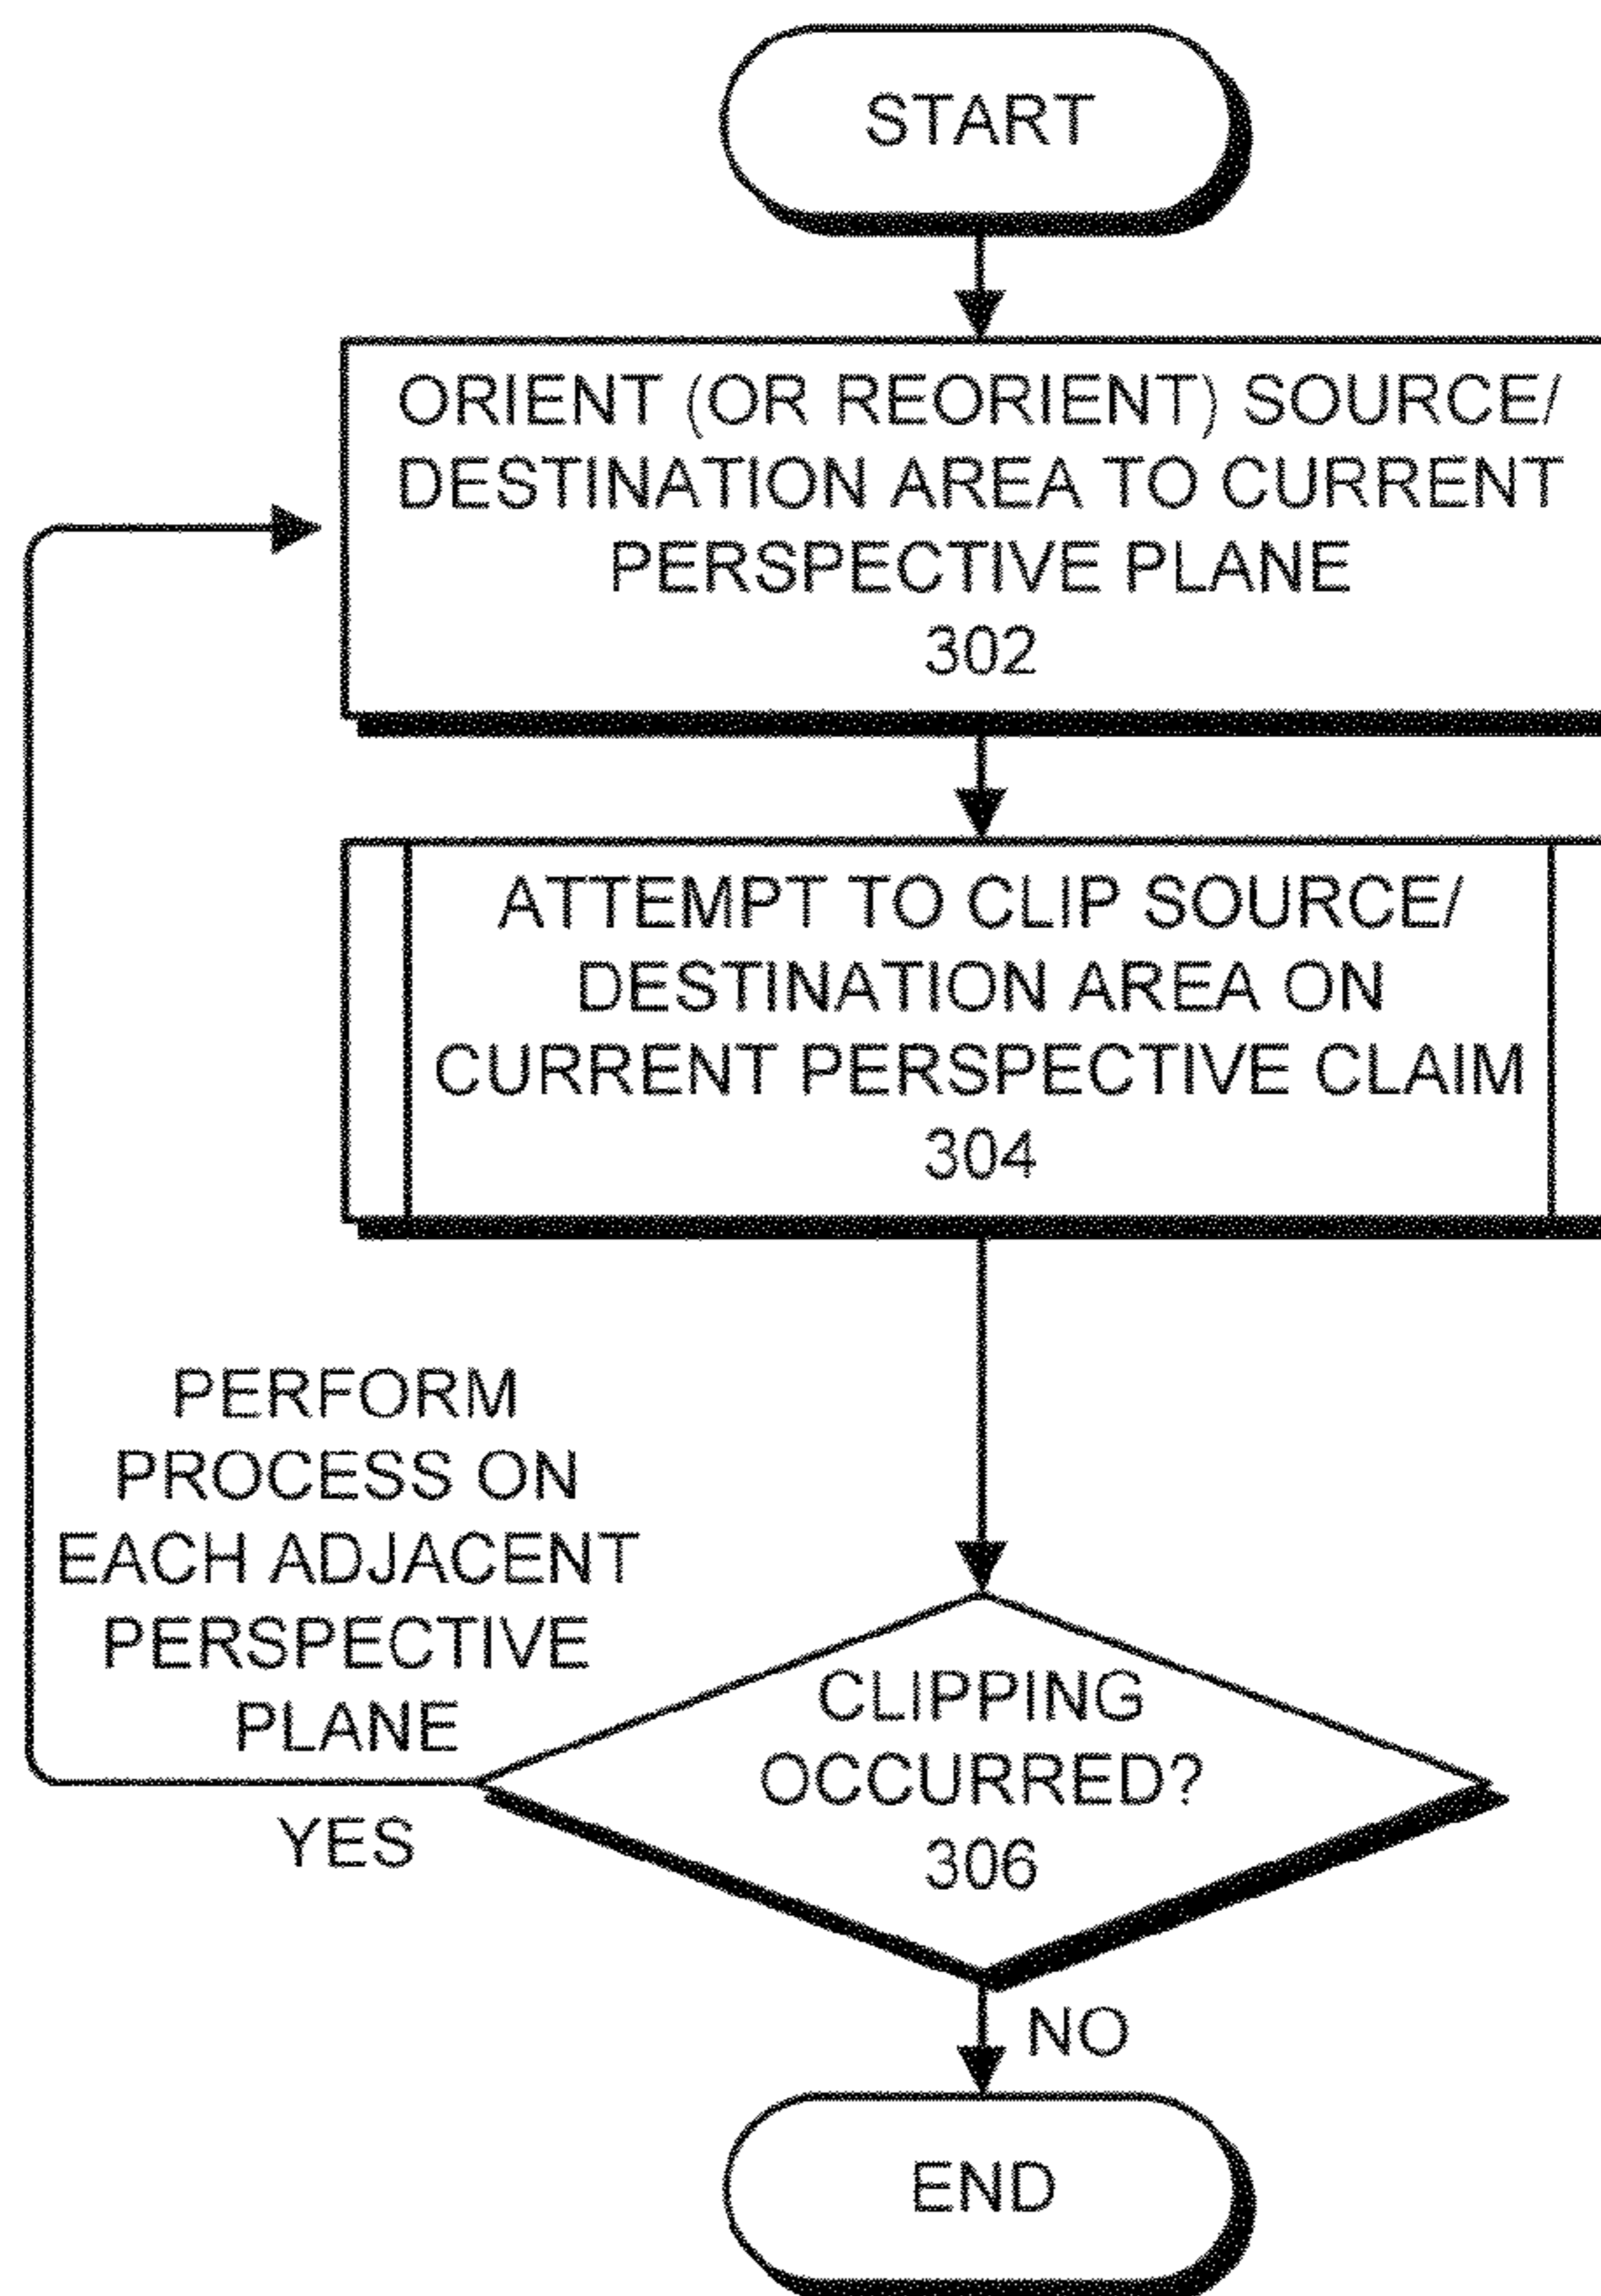 START
ORIENT (OR REORIENT) SOURCE/
DESTINATION AREA TO CURRENT
PERSPECTIVE PLANE
302
ATTEMPT TO CLIP SOURCE/
DESTINATION AREA ON
CURRENT PERSPECTIVE CLAIM
304
PERFORM
PROCESS ON
EACH ADJACENT
PERSPECTIVE
PLANE
YES
CLIPPING
OCCURRED?
306
NO
END